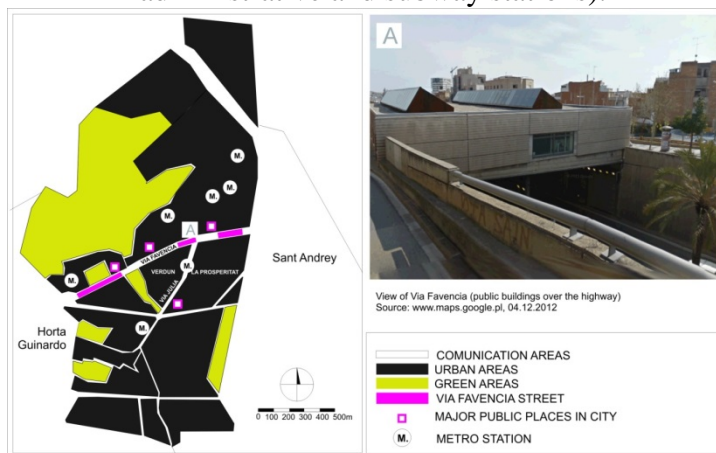 A
M.
M.
M.
M.
A
VIA FAVENCIA
Sant Andrey
M.
VERDUN
M.
LA PROSPERITAT
VIA JULIA
Horta
Guinardo
M.
0 100 200 300 400 500m
View of Via Favencia (public buildings over the highway)
Source: www.maps.google.pl, 04.12.2012
COMUNICATION AREAS
URBAN AREAS
GREEN AREAS
VIA FAVENCIA STREET
MAJOR PUBLIC PLACES IN CITY
M.
METRO STATION